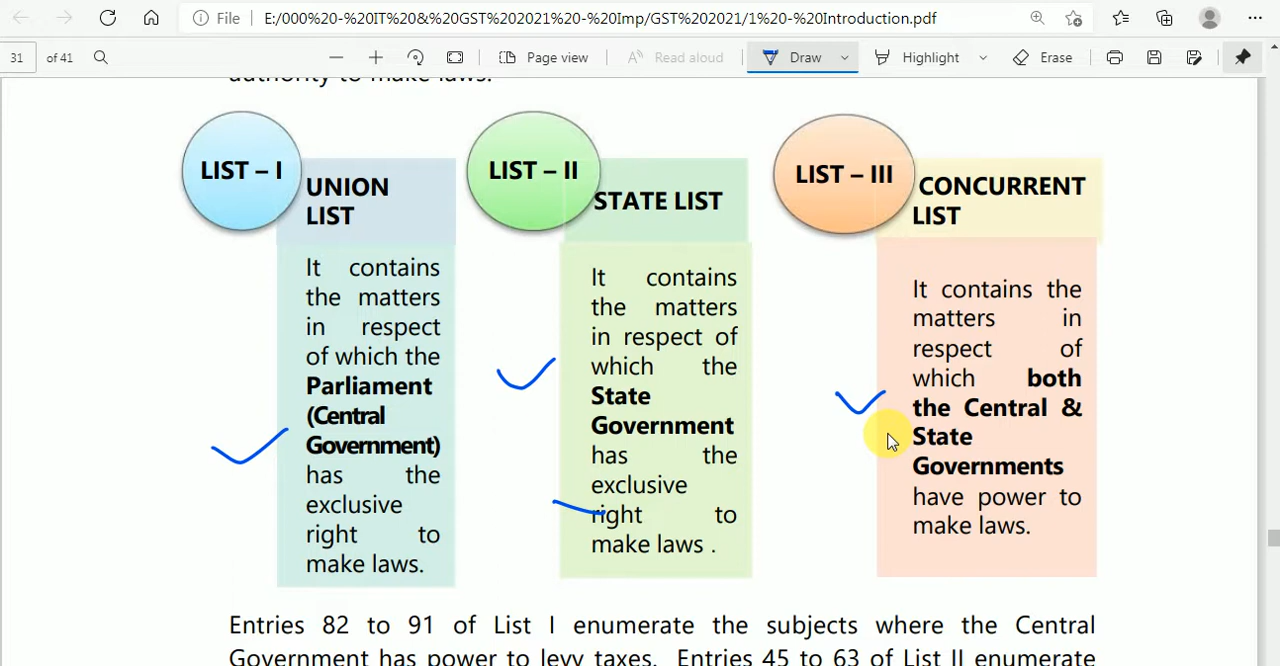 File
E:/000%20-%20IT%20&%20GST%202021%20-%20Imp/GST%202021/1%20-%20Introduction.pdf
31
of 41
Page view
Read aloud
Draw
Highlight
Erase
authority to make laws.
LIST – I
UNION
LIST
It contains
the matters
in respect
of which the
Parliament
(Central
Government)
has the
exclusive
right to
make laws.
LIST – II
STATE LIST
It contains
the matters
in respect of
which the
State
Government
has the
exclusive
right to
make laws .
LIST – III
CONCURRENT
LIST
It contains the
matters in
respect of
which both
the Central &
State
Governments
have power to
make laws.
Entries 82 to 91 of List I enumerate the subjects where the Central
Government has power to levy taxes. Entries 45 to 63 of List II enumerate